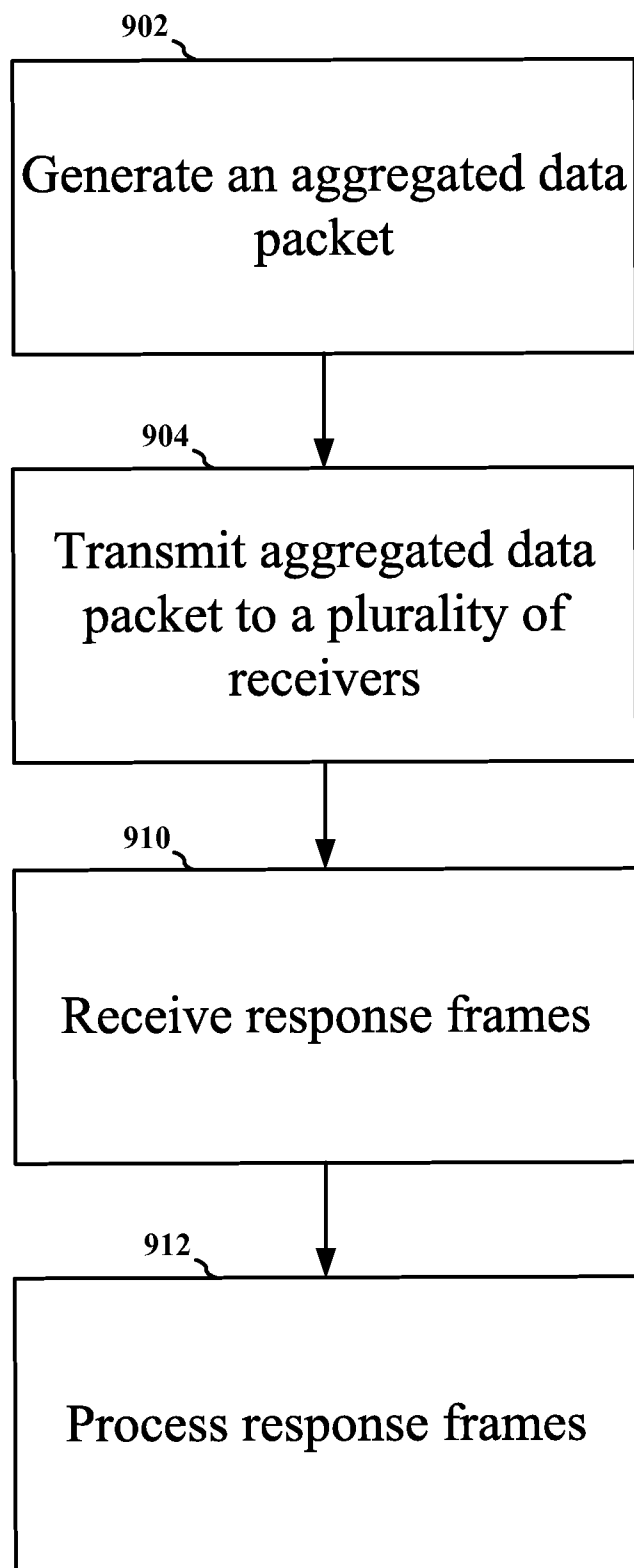 902
Generate an aggregated data
packet
904
Transmit aggregated data
packet to a plurality of
receivers
910
Receive response frames
912
Process response frames